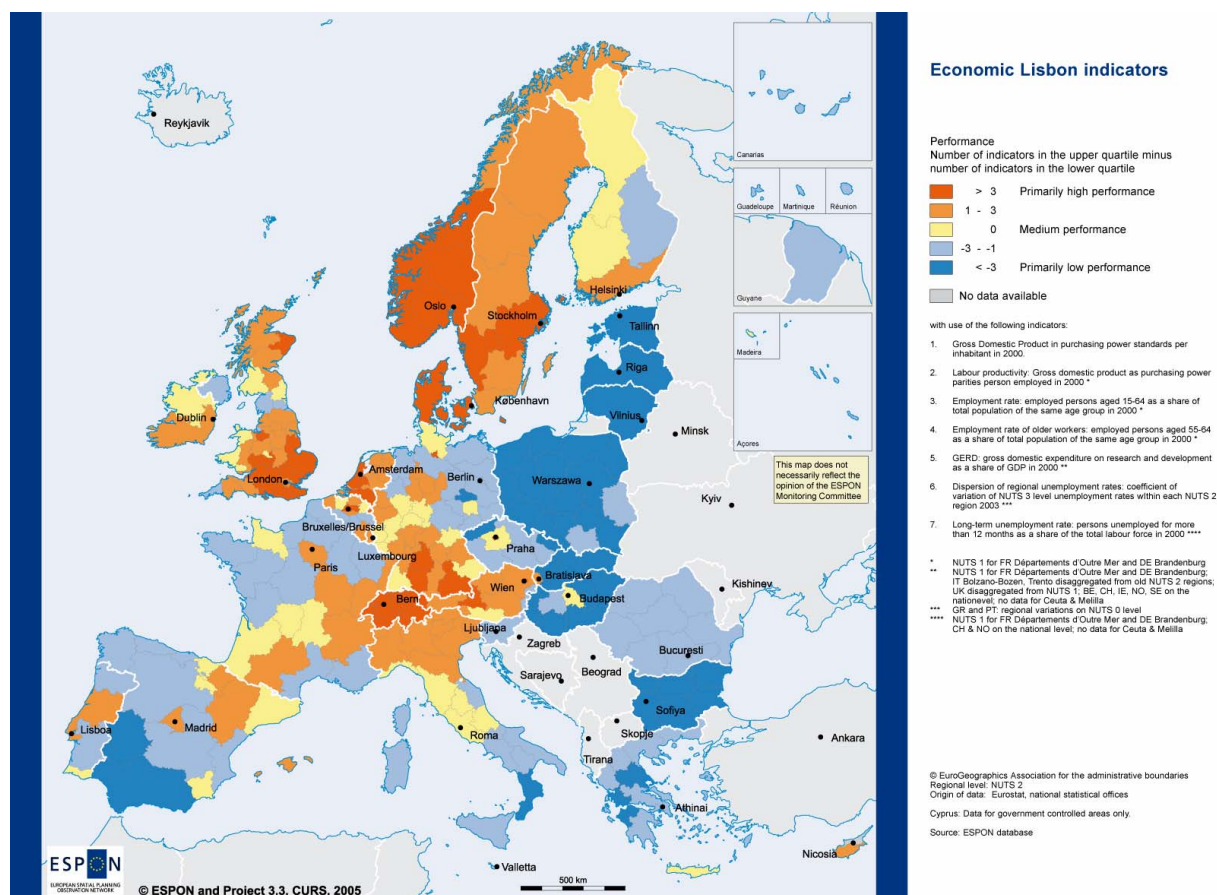 Reykjavik
Canarias
Guadeloupe
Martinique
Réunion
Guyane
Madeira
Açores
This map does not
necessarily reflect the
opinion of the ESPON
Monitoring Committee
Oslo
Stockholm
Helsinki
Tallinn
Riga
Vilnius
Minsk
København
Dublin
London
Amsterdam
Berlin
Warszawa
Kyiv
Bruxelles/Brussel
Luxembourg
Praha
Paris
Kishinev
Wien
Bratislava
Budapest
Bern
Ljubljana
Zagreb
Bucuresti
Beograd
Sarajevo
Sofiya
Skopje
Tirana
Ankara
Madrid
Lisboa
Roma
Athinai
Nicosia
Valletta
500 km
ESPON
EUROPEAN SPATIAL PLANNING
OBSERVATION NETWORK
© ESPON and Project 3.3, CURS, 2005
Economic Lisbon indicators
Performance
Number of indicators in the upper quartile minus
number of indicators in the lower quartile
> 3 Primarily high performance
1 - 3
0 Medium performance
-3 - -1
< -3 Primarily low performance
No data available
with use of the following indicators:
1. Gross Domestic Product in purchasing power standards per
inhabitant in 2000.
2. Labour productivity: Gross domestic product as purchasing power
parities person employed in 2000 *
3. Employment rate: employed persons aged 15-64 as a share of
total population of the same age group in 2000 *
4. Employment rate of older workers: employed persons aged 55-64
as a share of total population of the same age group in 2000 *
5. GERD: gross domestic expenditure on research and development
as a share of GDP in 2000 **
6. Dispersion of regional unemployment rates: coefficient of
variation of NUTS 3 level unemployment rates within each NUTS 2
region 2003 ***
7. Long-term unemployment rate: persons unemployed for more
than 12 months as a share of the total labour force in 2000 ****
* NUTS 1 for FR Départements d'Outre Mer and DE Brandenburg
** NUTS 1 for FR Départements d'Outre Mer and DE Brandenburg;
IT Bolzano-Bozen, Trento disaggregated from old NUTS 2 regions;
UK disaggregated from NUTS 1; BE, CH, IE, NO, SE on the
nationevel; no data for Ceuta & Melilla
*** GR and PT: regional variations on NUTS 0 level
**** NUTS 1 for FR Départements d'Outre Mer and DE Brandenburg;
CH & NO on the national level; no data for Ceuta & Melilla
© EuroGeographics Association for the administrative boundaries
Regional level: NUTS 2
Origin of data: Eurostat, national statistical offices
Cyprus: Data for government controlled areas only.
Source: ESPON database